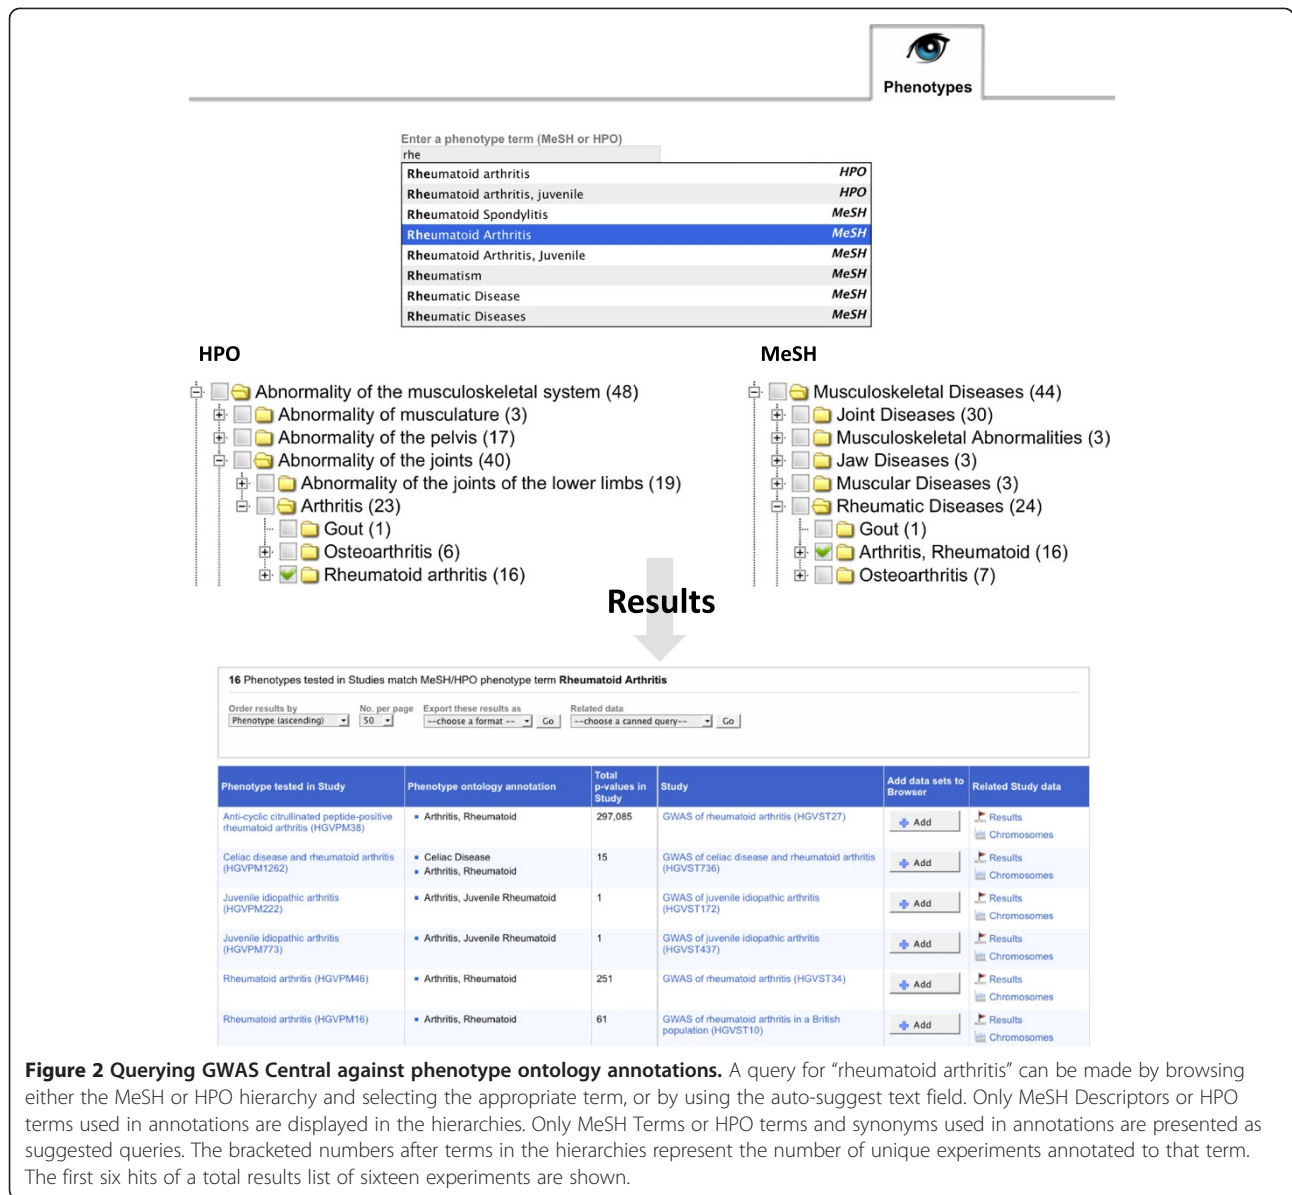 Phenotypes
Enter a phenotype term (MeSH or HPO)
rhe
Rheumatoid arthritis HPO
Rheumatoid arthritis, juvenile HPO
Rheumatoid Spondylitis MeSH
Rheumatoid Arthritis MeSH
Rheumatoid Arthritis, Juvenile MeSH
Rheumatism MeSH
Rheumatic Disease MeSH
Rheumatic Diseases MeSH
HPO
Abnormality of the musculoskeletal system (48)
Abnormality of musculature (3)
Abnormality of the pelvis (17)
Abnormality of the joints (40)
Abnormality of the joints of the lower limbs (19)
Arthritis (23)
Gout (1)
Osteoarthritis (6)
Rheumatoid arthritis (16)
MeSH
Musculoskeletal Diseases (44)
Joint Diseases (30)
Musculoskeletal Abnormalities (3)
Jaw Diseases (3)
Muscular Diseases (3)
Rheumatic Diseases (24)
Gout (1)
Arthritis, Rheumatoid (16)
Osteoarthritis (7)
Results
16 Phenotypes tested in Studies match MeSH/HPO phenotype term Rheumatoid Arthritis
Order results by No. per page Export these results as Related data
Phenotype (ascending) 50 --choose a format -- Go --choose a canned query-- Go
Phenotype tested in Study
Phenotype ontology annotation
Total
p-values in
Study
Study
Add data sets to
Browser
Related Study data
Anti-cyclic citrullinated peptide-positive
rheumatoid arthritis (HGVPM38)
Arthritis, Rheumatoid
297,085
GWAS of rheumatoid arthritis (HGVST27)
Add
Results
Chromosomes
Celiac disease and rheumatoid arthritis
(HGVPM1262)
Celiac Disease
Arthritis, Rheumatoid
15
GWAS of celiac disease and rheumatoid arthritis
(HGVST736)
Add
Results
Chromosomes
Juvenile idiopathic arthritis
(HGVPM222)
Arthritis, Juvenile Rheumatoid
1
GWAS of juvenile idiopathic arthritis
(HGVST172)
Add
Results
Chromosomes
Juvenile idiopathic arthritis
(HGVPM773)
Arthritis, Juvenile Rheumatoid
1
GWAS of juvenile idiopathic arthritis
(HGVST437)
Add
Results
Chromosomes
Rheumatoid arthritis (HGVPM46)
Arthritis, Rheumatoid
251
GWAS of rheumatoid arthritis (HGVST34)
Add
Results
Chromosomes
Rheumatoid arthritis (HGVPM16)
Arthritis, Rheumatoid
61
GWAS of rheumatoid arthritis in a British
population (HGVST10)
Add
Results
Chromosomes
Figure 2 Querying GWAS Central against phenotype ontology annotations. A query for “rheumatoid arthritis” can be made by browsing
either the MeSH or HPO hierarchy and selecting the appropriate term, or by using the auto-suggest text field. Only MeSH Descriptors or HPO
terms used in annotations are displayed in the hierarchies. Only MeSH Terms or HPO terms and synonyms used in annotations are presented as
suggested queries. The bracketed numbers after terms in the hierarchies represent the number of unique experiments annotated to that term.
The first six hits of a total results list of sixteen experiments are shown.